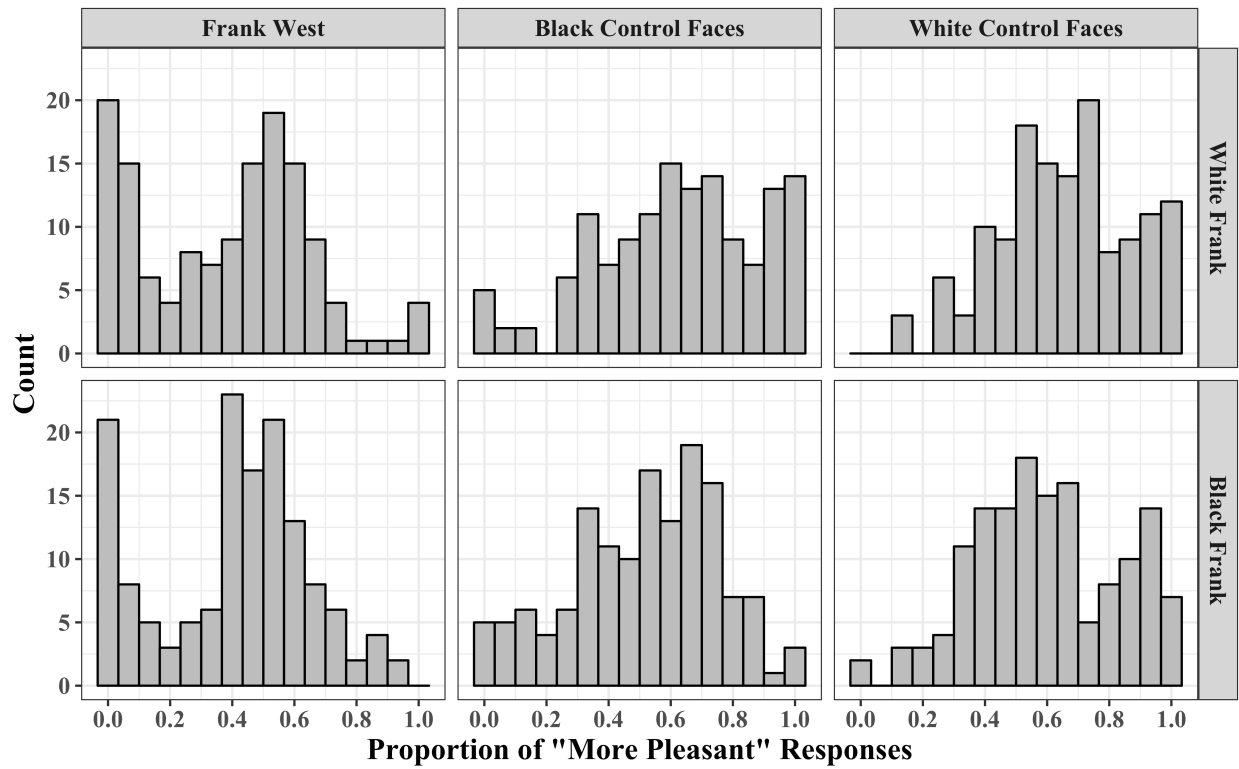 Frank West
Black Control Faces
White Control Faces
20
15
10
5
0
White Frank
Count
20
15
10
5
0
Black Frank
0.0 0.2 0.4 0.6 0.8 1.0
0.0 0.2 0.4 0.6 0.8 1.0
0.0 0.2 0.4 0.6 0.8 1.0
Proportion of "More Pleasant" Responses